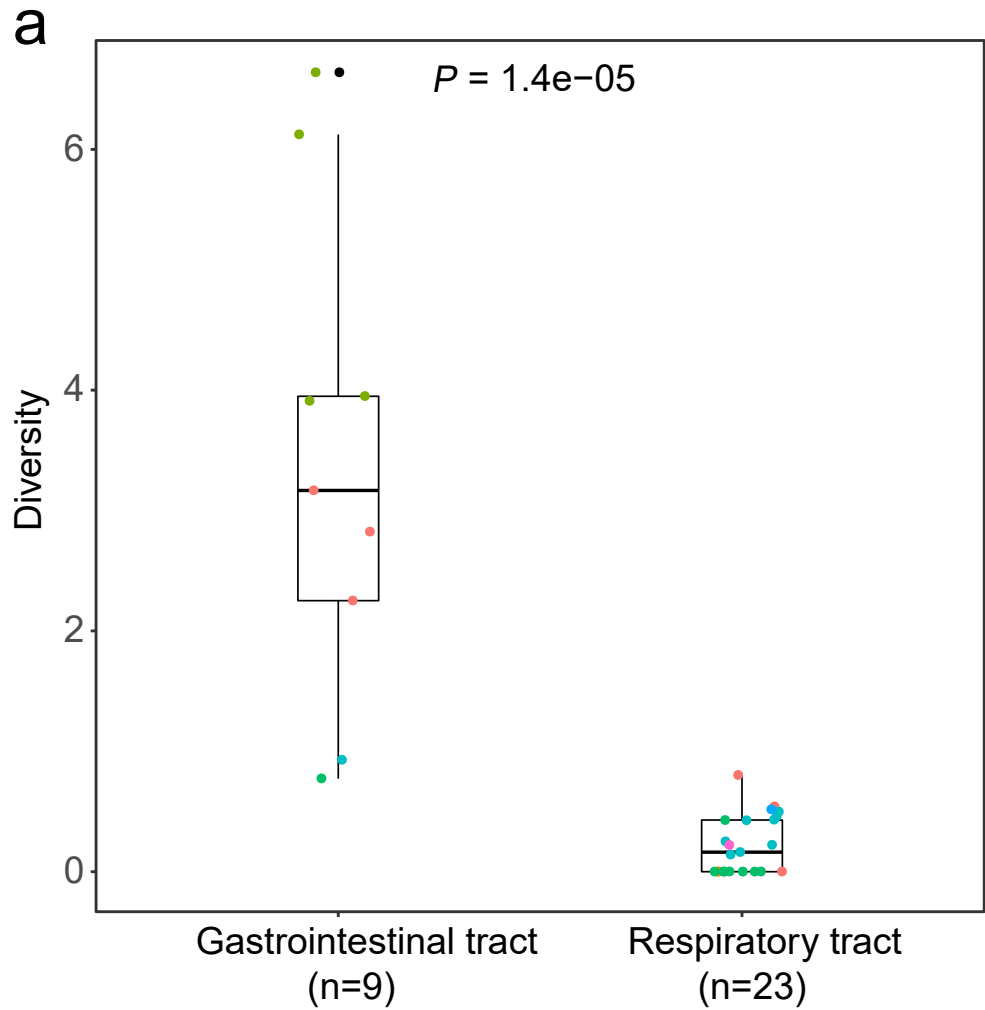 a
P = 1.4e−05
6
4
2
0
Diversity
Gastrointestinal tract
(n=9)
Respiratory tract
(n=23)